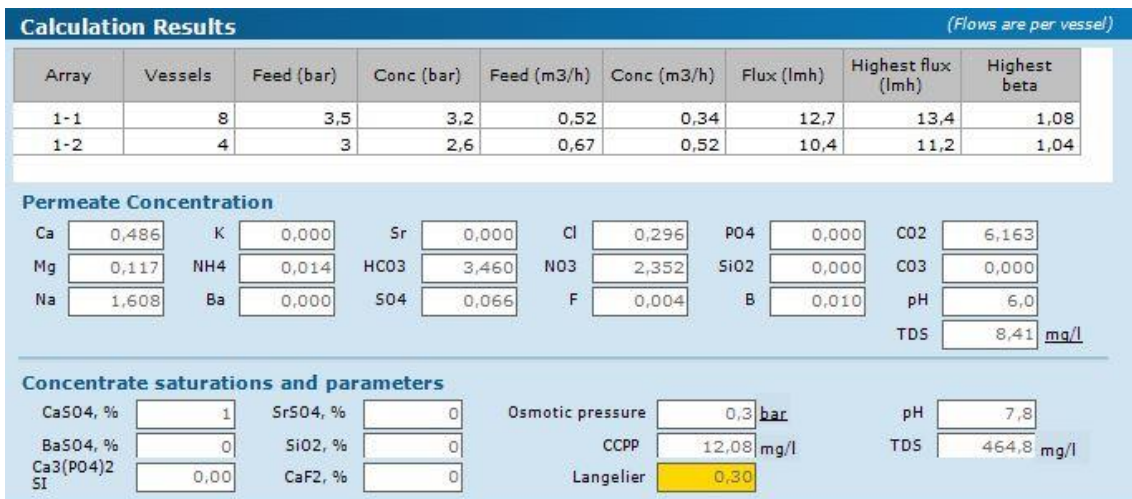 Calculation Results (Flows are per vessel)
Array Vessels Feed (bar) Conc (bar) Feed (m3/h) Conc (m3/h) Flux (lmh) Highest flux (lmh) Highest beta
1-1 8 3,5 3,2 0,52 0,34 12,7 13,4 1,08
1-2 4 3 2,6 0,67 0,52 10,4 11,2 1,04
Permeate Concentration
Ca 0,486 K 0,000 Sr 0,000 Cl 0,296 PO4 0,000 CO2 6,163
Mg 0,117 NH4 0,014 HCO3 3,460 NO3 2,352 SiO2 0,000 CO3 0,000
Na 1,608 Ba 0,000 SO4 0,066 F 0,004 B 0,010 pH 6,0
TDS 8,41 mg/l
Concentrate saturations and parameters
CaSO4, % 1 SrSO4, % 0 Osmotic pressure 0,3 bar pH 7,8
BaSO4, % 0 SiO2, % 0 CCPP 12,08 mg/l TDS 464,8 mg/l
Ca3(PO4)2 SI 0,00 CaF2, % 0 Langelier 0,30